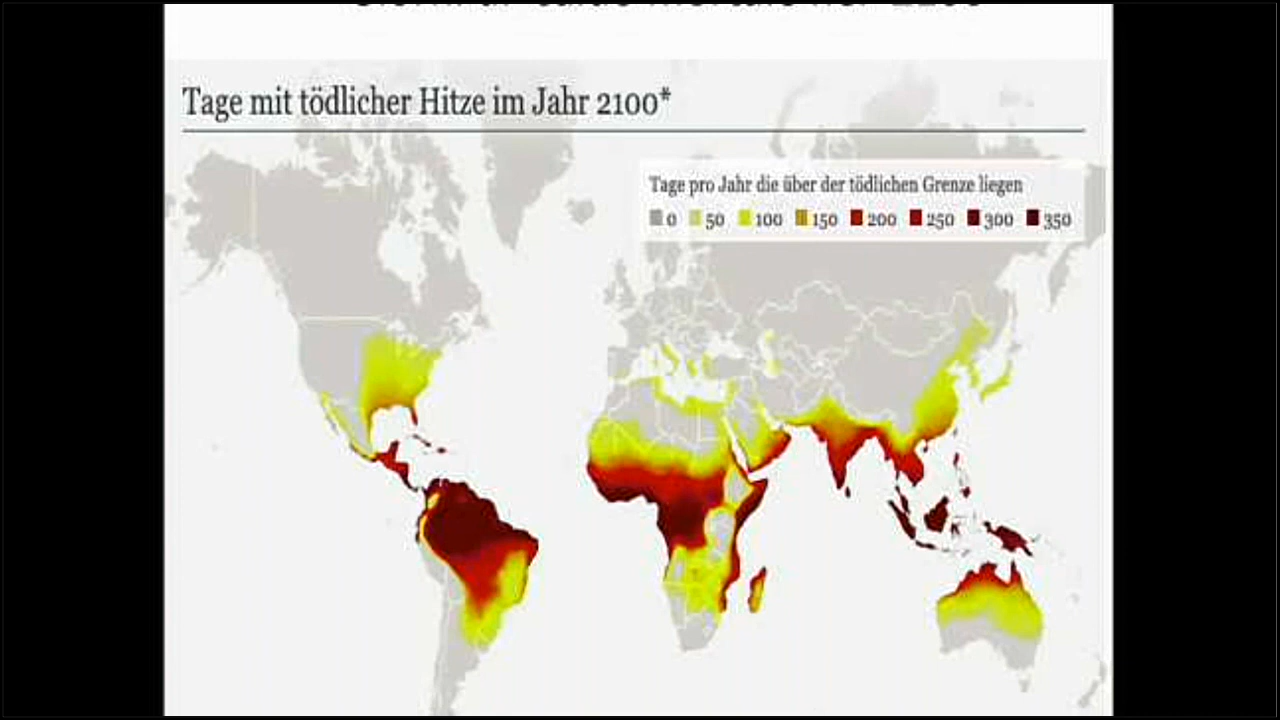 Tage mit tödlicher Hitze im Jahr 2100*
Tage pro Jahr die über der tödlichen Grenze liegen
0 50 100 150 200 250 300 350